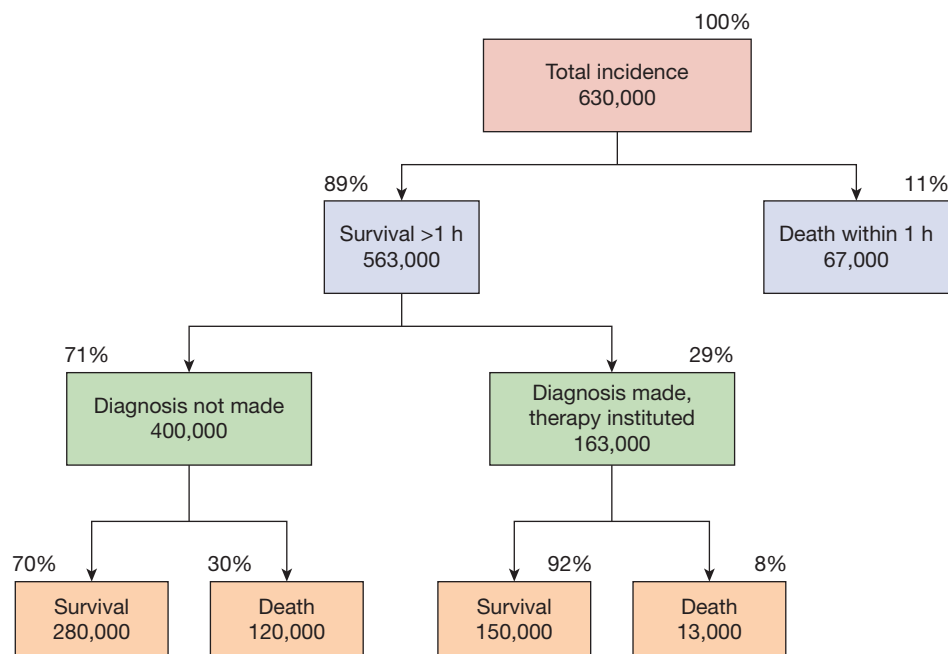 100%
Total incidence
630,000
89%
11%
Survival >1 h
563,000
Death within 1 h
67,000
71%
29%
Diagnosis not made
400,000
Diagnosis made,
therapy instituted
163,000
70%
30%
92%
8%
Survival
280,000
Death
120,000
Survival
150,000
Death
13,000